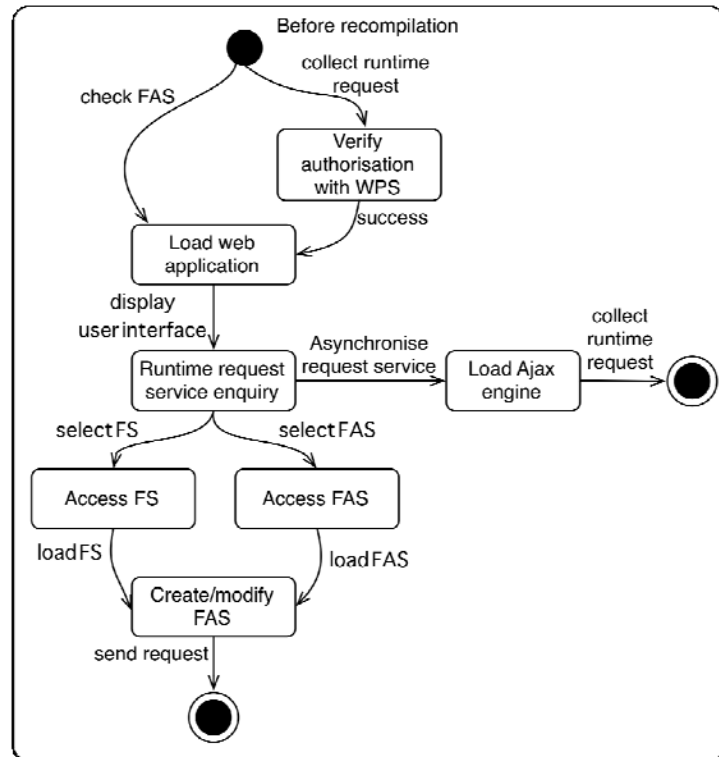 Before recompilation
collect runtime
request
check FAS
Verify
authorisation
with WPS
success
Load web
application
display
user interface
collect
runtime
request
Asynchronise
request service
Runtime request
service enquiry
Load Ajax
engine
select FS
select FAS
Access FS
Access FAS
load FS
load FAS
Create/modify
FAS
send request